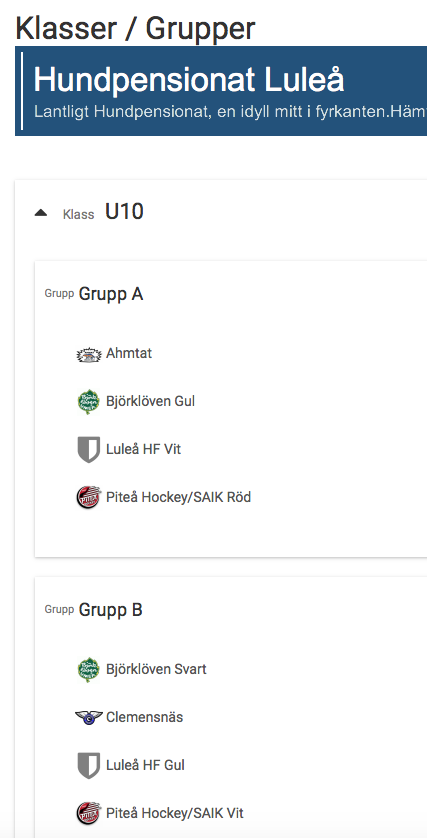 Klasser / Grupper
Hundpensionat Luleå
Lantligt Hundpensionat, en idyll mitt i fyrkanten.Häm
Klass U10
Grupp Grupp A
Ahmtat
Björklöven Gul
Luleå HF Vit
Piteå Hockey/SAIK Röd
Grupp Grupp B
Björklöven Svart
Clemensnäs
Luleå HF Gul
Piteå Hockey/SAIK Vit